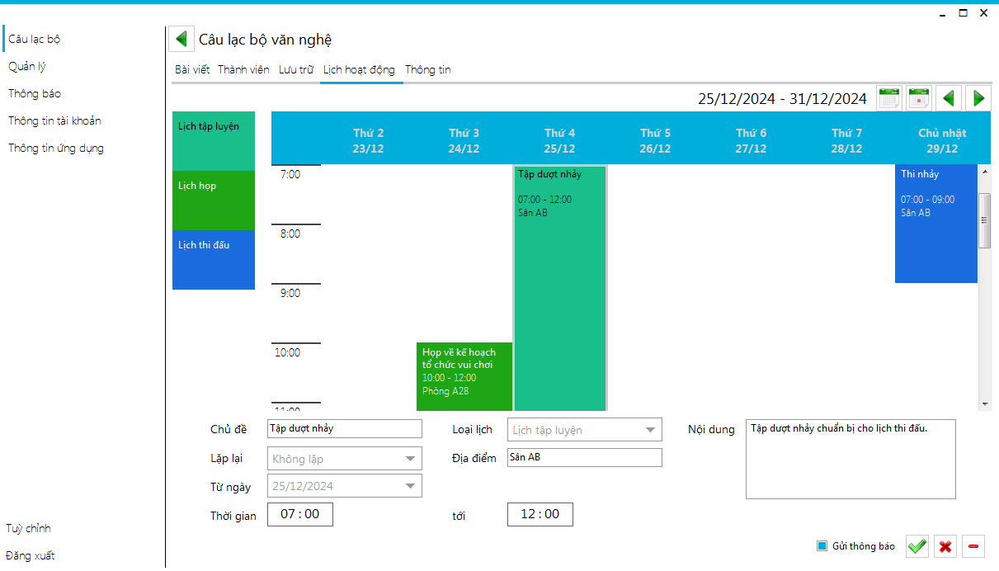 Câu lạc bộ
Quản lý
Thông báo
Thông tin tài khoản
Thông tin ứng dụng
Tuỳ chỉnh
Đăng xuất
Câu lạc bộ văn nghệ
Bài viết Thành viên Lưu trữ Lịch hoạt động Thông tin
25/12/2024 - 31/12/2024
Lịch tập luyện
Lịch họp
Lịch thi đấu
Thứ 2 Thứ 3 Thứ 4 Thứ 5 Thứ 6 Thứ 7 Chủ nhật
23/12 24/12 25/12 26/12 27/12 28/12 29/12
7:00
8:00
9:00
10:00
11:00
Họp về kế hoạch
tổ chức vui chơi
10:00 - 12:00
Phòng A28
Tập dượt nhảy
07:00 - 12:00
Sân AB
Thi nhảy
07:00 - 09:00
Sân AB
Chủ đề Tập dượt nhảy
Lặp lại Không lặp
Từ ngày 25/12/2024
Thời gian 07 : 00 tới 12 : 00
Loại lịch Lịch tập luyện
Địa điểm Sân AB
Nội dung Tập dượt nhảy chuẩn bị cho lịch thi đấu.
Gửi thông báo